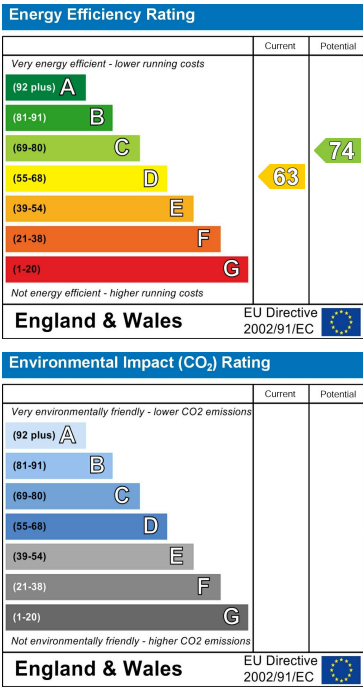 Energy Efficiency Rating
Current Potential
Very energy efficient - lower running costs
(92 plus) A
(81-91) B
(69-80) C
(55-68) D
(39-54) E
(21-38) F
(1-20) G
63
74
Not energy efficient - higher running costs
England & Wales
EU Directive
2002/91/EC
Environmental Impact (CO₂) Rating
Current Potential
Very environmentally friendly - lower CO2 emissions
(92 plus) A
(81-91) B
(69-80) C
(55-68) D
(39-54) E
(21-38) F
(1-20) G
Not environmentally friendly - higher CO2 emissions
England & Wales
EU Directive
2002/91/EC